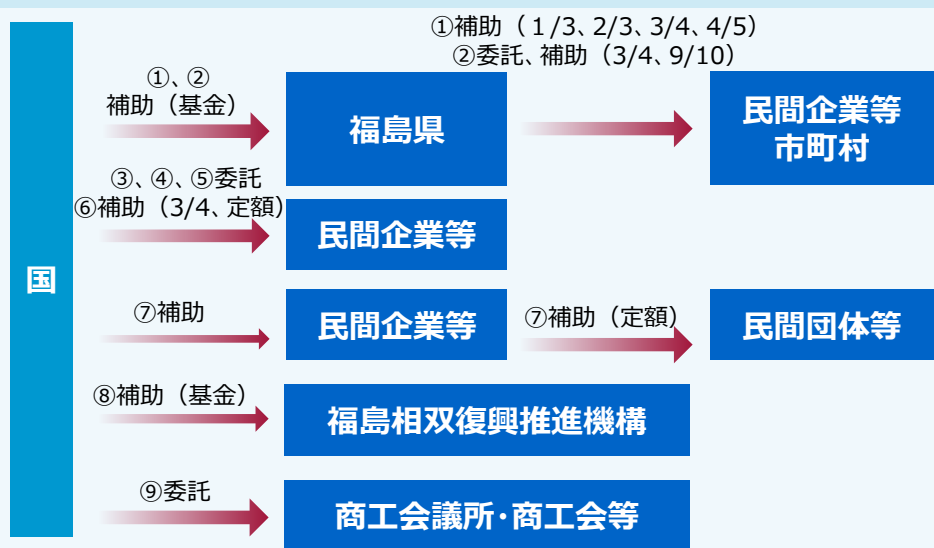 ①補助（1/3、2/3、3/4、4/5）
②委託、補助（3/4、9/10）
①、②
補助（基金）
福島県
民間企業等
市町村
③、④、⑤委託
⑥補助（3/4、定額）
民間企業等
国
⑦補助
民間企業等
⑦補助（定額）
民間団体等
⑧補助（基金）
福島相双復興推進機構
⑨委託
商工会議所・商工会等